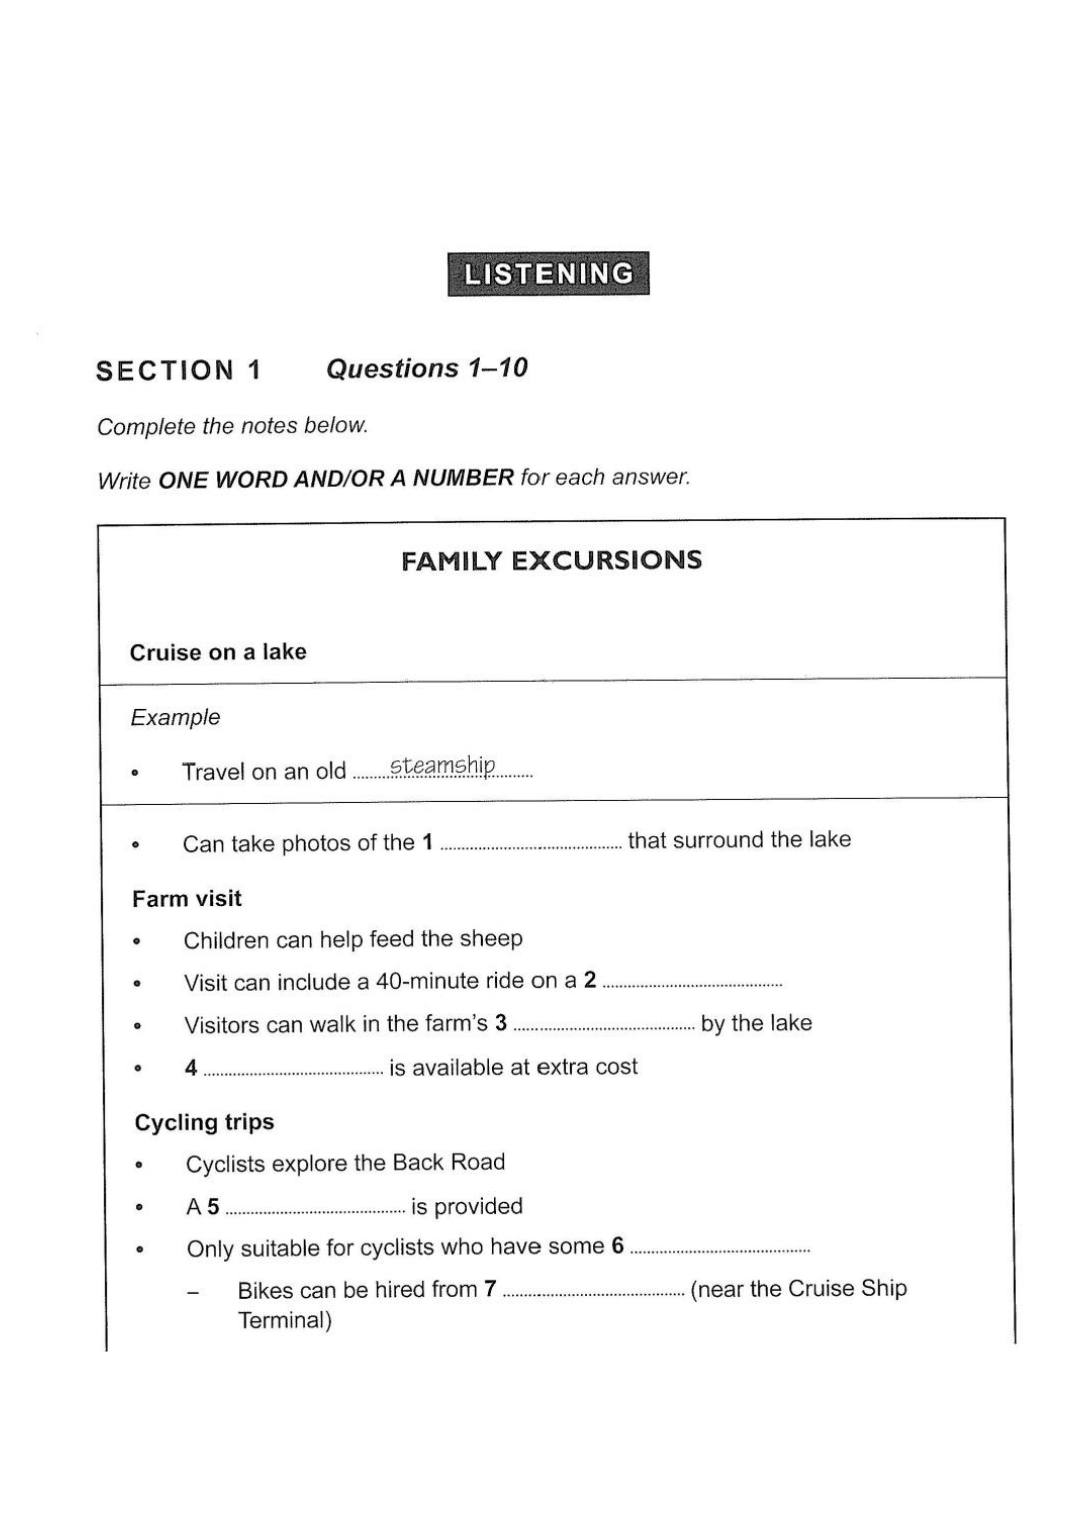 LISTENING
SECTION 1 Questions 1–10
Complete the notes below.
Write ONE WORD AND/OR A NUMBER for each answer.
FAMILY EXCURSIONS
Cruise on a lake
Example
• Travel on an old ........steamship........
• Can take photos of the 1 ........................................ that surround the lake
Farm visit
• Children can help feed the sheep
• Visit can include a 40-minute ride on a 2 ........................................
• Visitors can walk in the farm's 3 ........................................ by the lake
• 4 ........................................ is available at extra cost
Cycling trips
• Cyclists explore the Back Road
• A 5 ........................................ is provided
• Only suitable for cyclists who have some 6 ........................................
– Bikes can be hired from 7 ........................................ (near the Cruise Ship
Terminal)